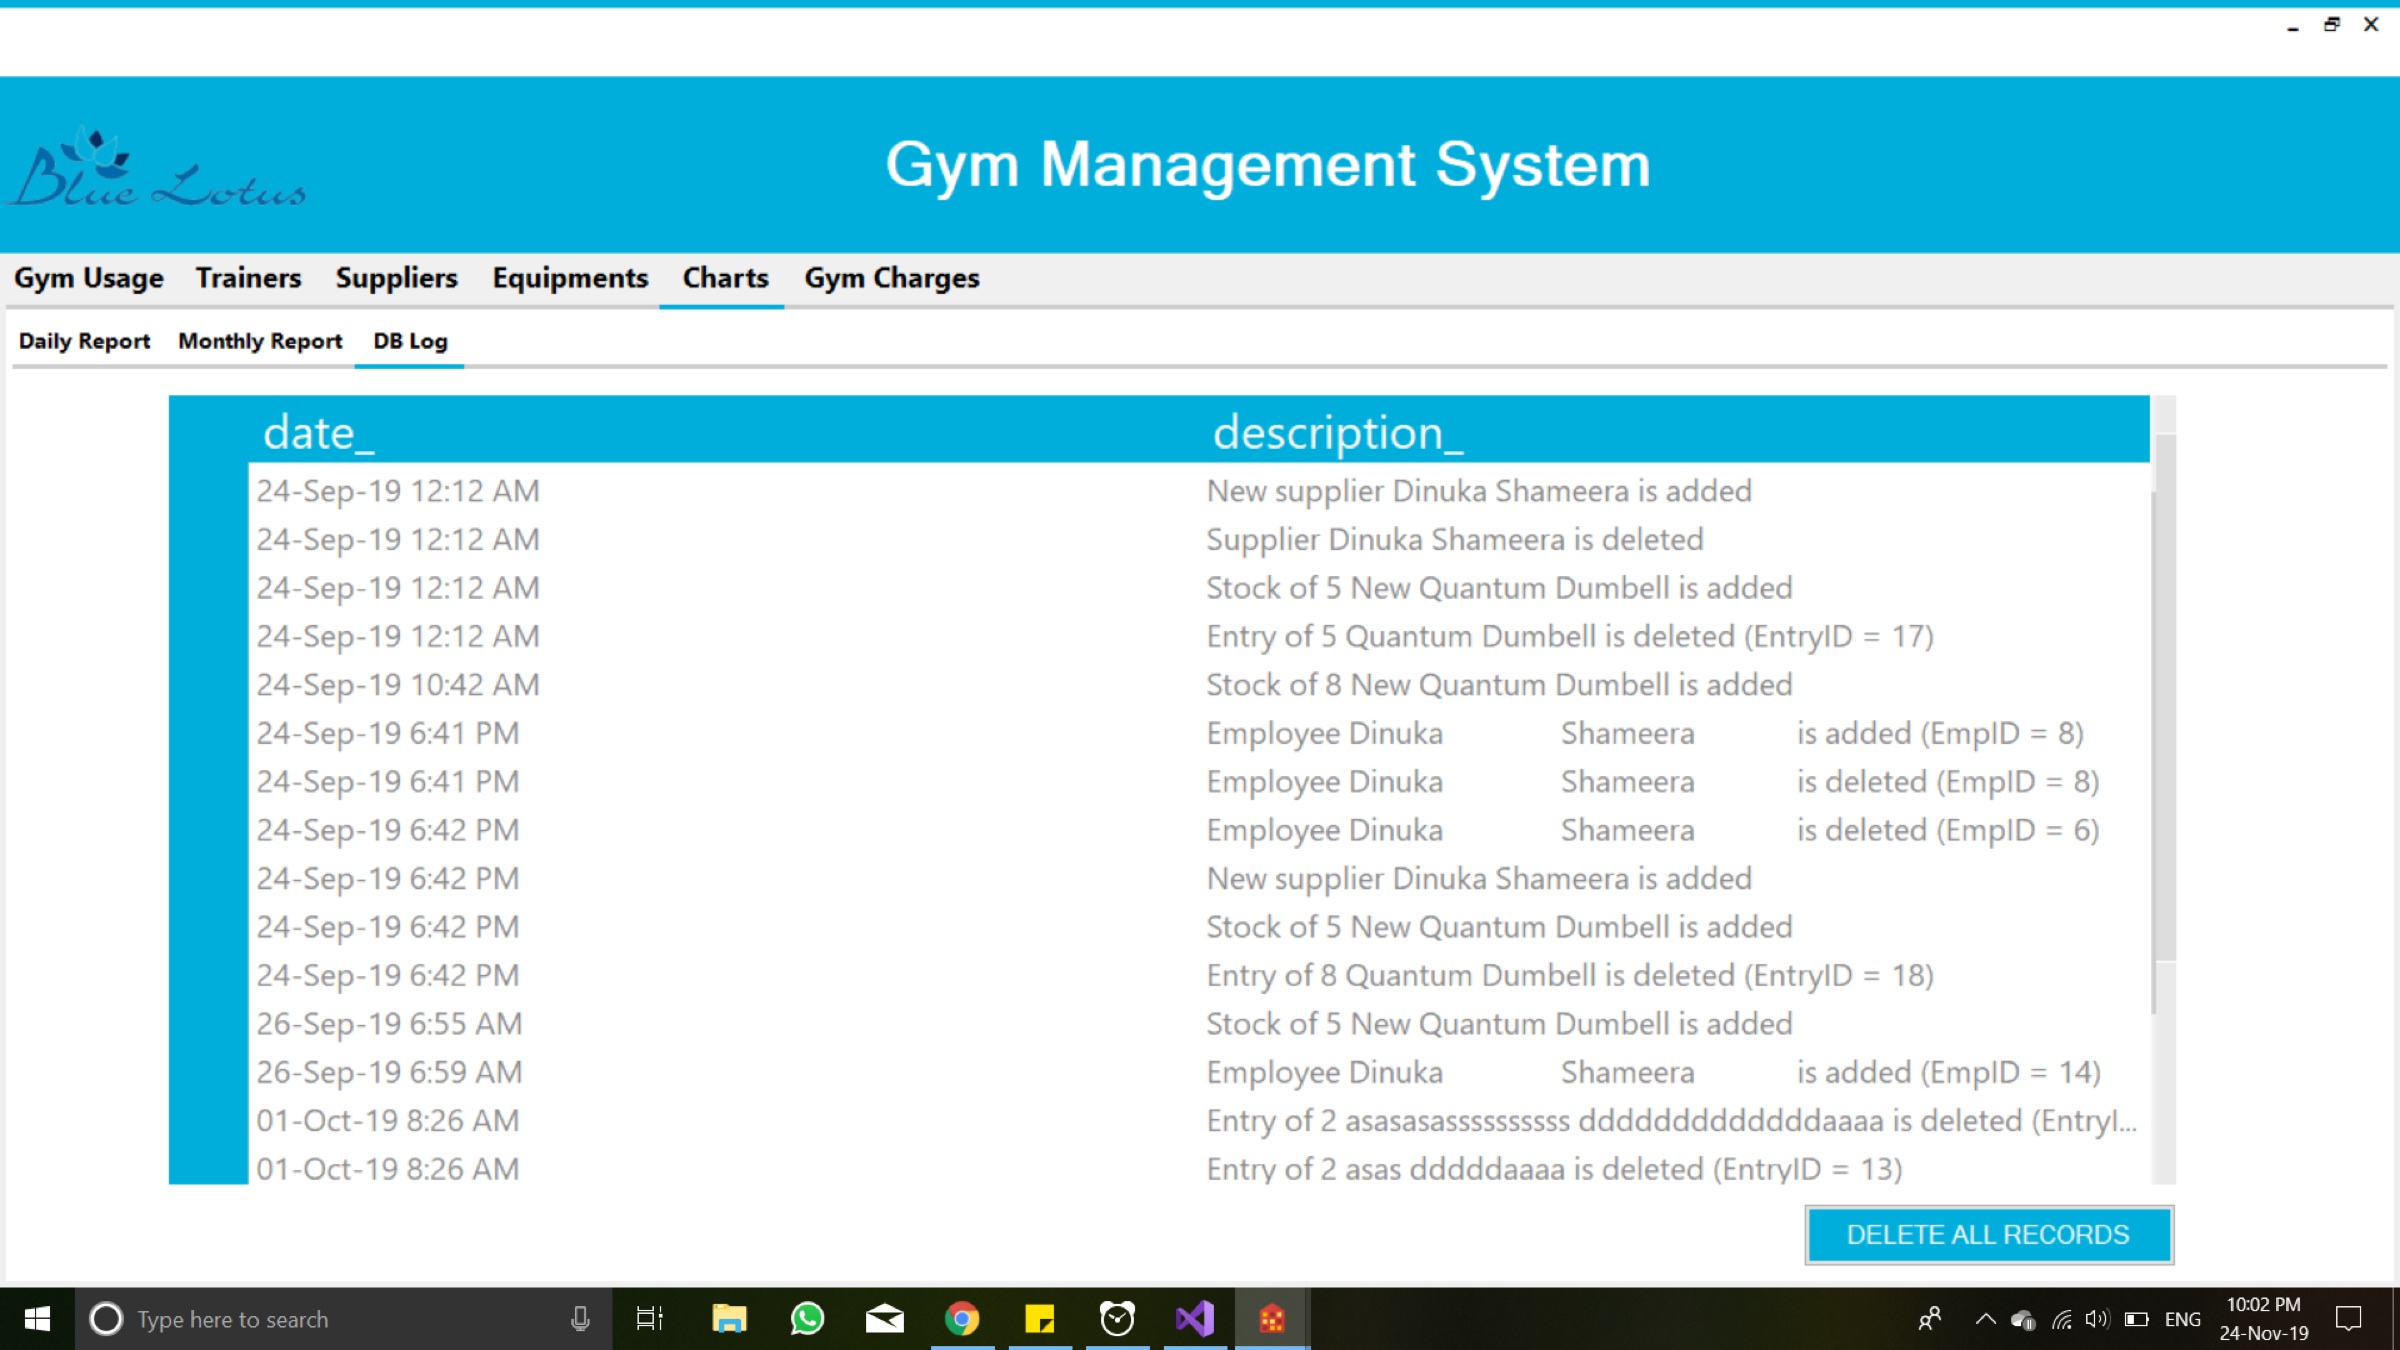 Blue Lotus
Gym Management System
Gym Usage Trainers Suppliers Equipments Charts Gym Charges
Daily Report Monthly Report DB Log
date_ description_
24-Sep-19 12:12 AM New supplier Dinuka Shameera is added
24-Sep-19 12:12 AM Supplier Dinuka Shameera is deleted
24-Sep-19 12:12 AM Stock of 5 New Quantum Dumbell is added
24-Sep-19 12:12 AM Entry of 5 Quantum Dumbell is deleted (EntryID = 17)
24-Sep-19 10:42 AM Stock of 8 New Quantum Dumbell is added
24-Sep-19 6:41 PM Employee Dinuka Shameera is added (EmpID = 8)
24-Sep-19 6:41 PM Employee Dinuka Shameera is deleted (EmpID = 8)
24-Sep-19 6:42 PM Employee Dinuka Shameera is deleted (EmpID = 6)
24-Sep-19 6:42 PM New supplier Dinuka Shameera is added
24-Sep-19 6:42 PM Stock of 5 New Quantum Dumbell is added
24-Sep-19 6:42 PM Entry of 8 Quantum Dumbell is deleted (EntryID = 18)
26-Sep-19 6:55 AM Stock of 5 New Quantum Dumbell is added
26-Sep-19 6:59 AM Employee Dinuka Shameera is added (EmpID = 14)
01-Oct-19 8:26 AM Entry of 2 asasasassssssssss dddddddddddddaaaa is deleted (EntryI...
01-Oct-19 8:26 AM Entry of 2 asas dddddaaaa is deleted (EntryID = 13)
DELETE ALL RECORDS
Type here to search
ENG
10:02 PM
24-Nov-19